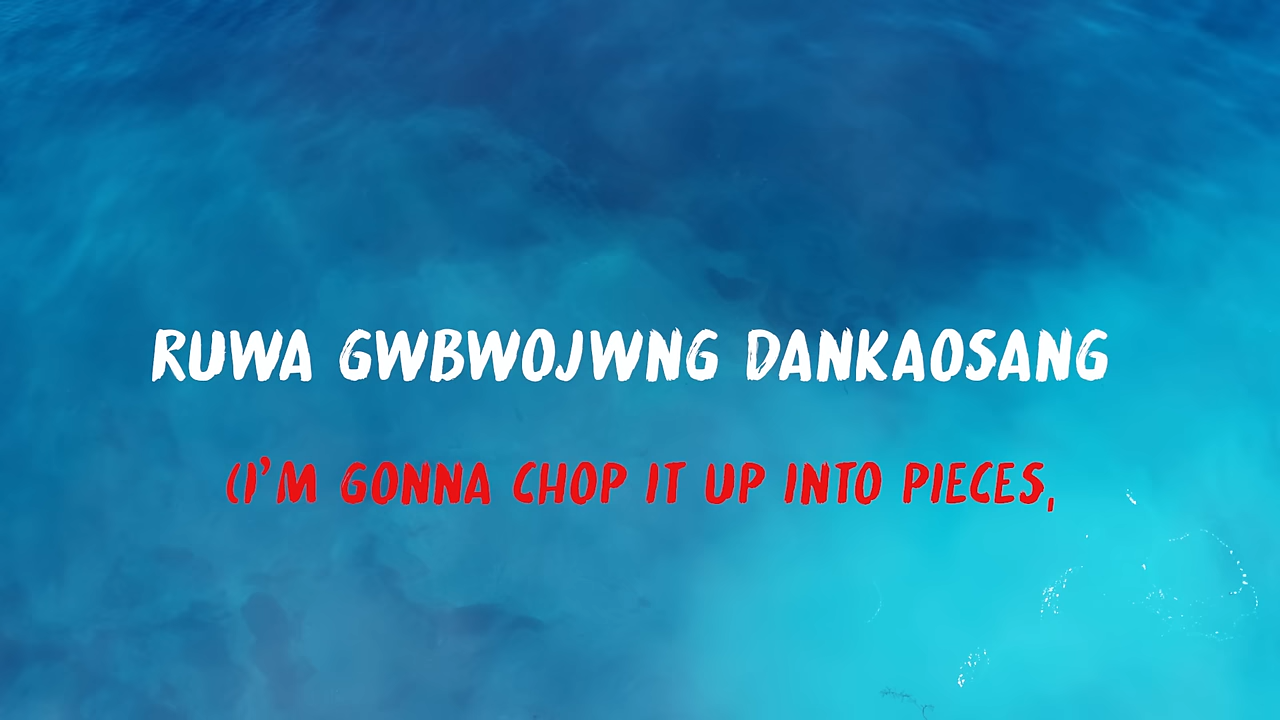 RUWA GWBWOJWNG DANKAOSANG
(I'M GONNA CHOP IT UP INTO PIECES,